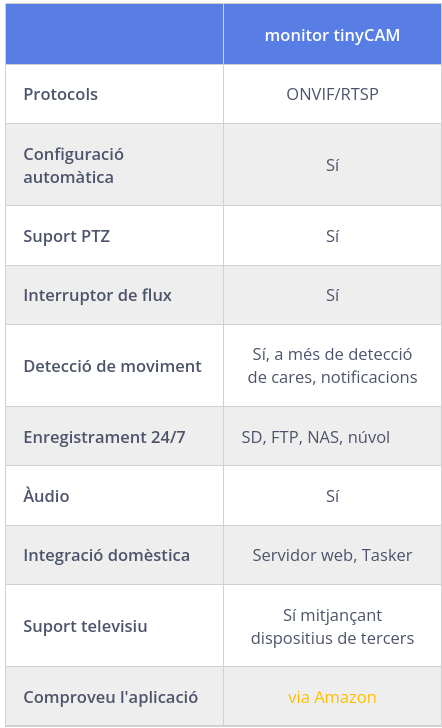 monitor tinyCAM
Protocols
ONVIF/RTSP
Configuració
automàtica
Sí
Suport PTZ
Sí
Interruptor de flux
Sí
Detecció de moviment
Sí, a més de detecció
de cares, notificacions
Enregistrament 24/7
SD, FTP, NAS, núvol
Àudio
Sí
Integració domèstica
Servidor web, Tasker
Suport televisiu
Sí mitjançant
dispositius de tercers
Comproveu l'aplicació
via Amazon